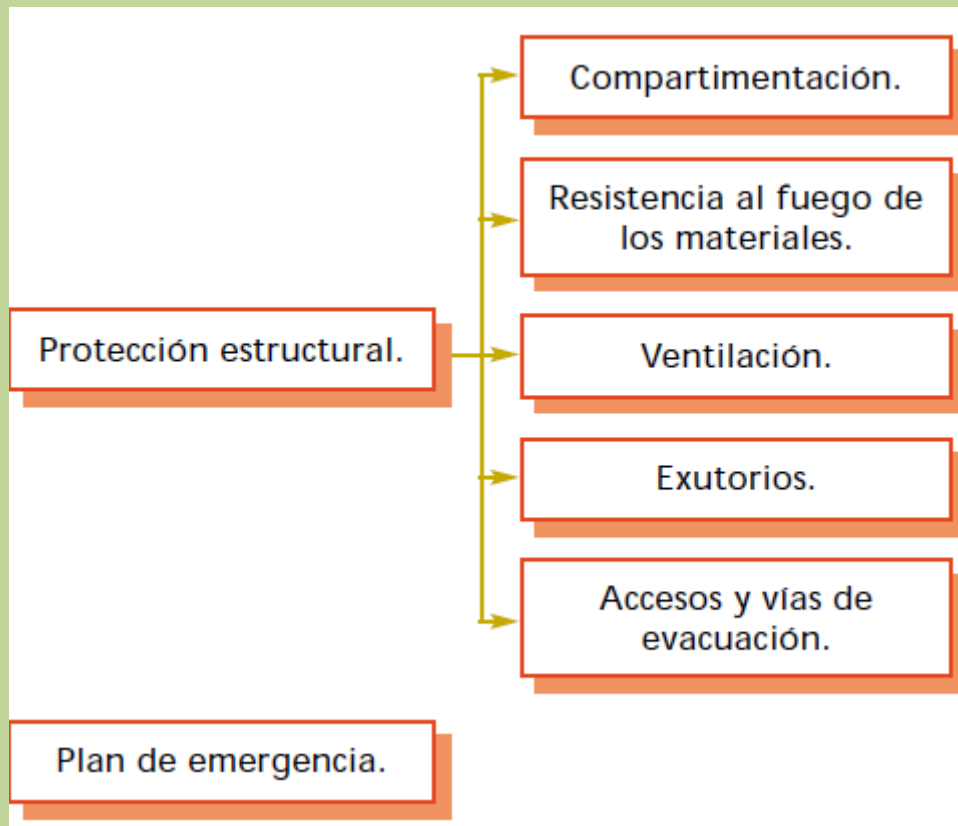 Compartimentación.
Resistencia al fuego de
los materiales.
Protección estructural.
Ventilación.
Exutorios.
Accesos y vías de
evacuación.
Plan de emergencia.